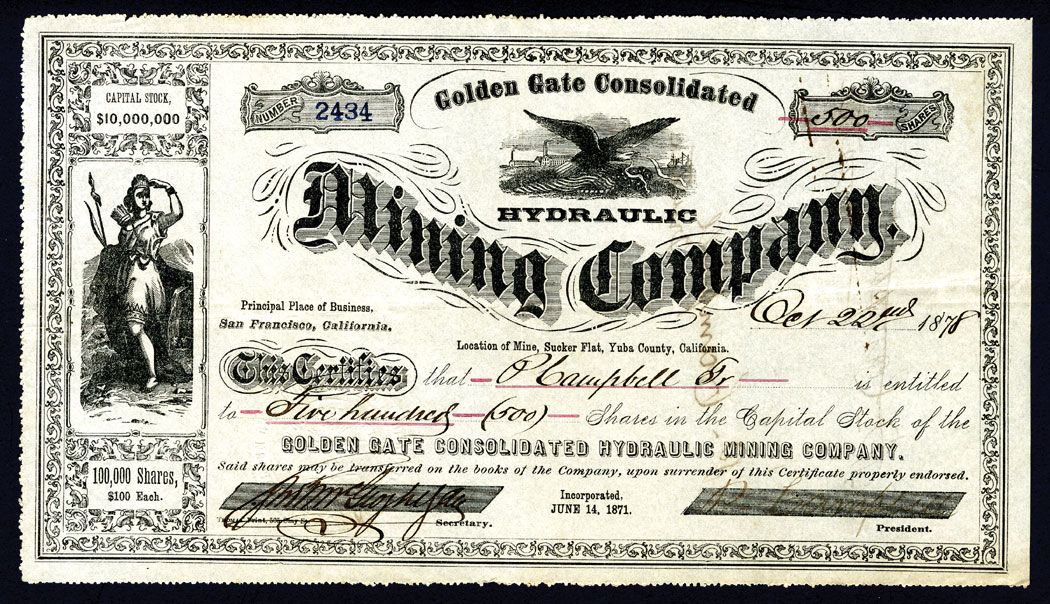 CAPITAL STOCK,
$10,000,000
NUMBER 2434
Golden Gate Consolidated
500 SHARES
HYDRAULIC
Mining Company.
Principal Place of Business,
San Francisco, California.
Oct 22nd 1878
Location of Mine, Sucker Flat, Yuba County, California.
This Certifies that P Campbell Tr is entitled
to Five hundred (500) Shares in the Capital Stock of the
GOLDEN GATE CONSOLIDATED HYDRAULIC MINING COMPANY.
Said shares may be transferred on the books of the Company, upon surrender of this Certificate properly endorsed.
100,000 Shares,
$100 Each.
Incorporated,
JUNE 14, 1871.
Secretary.
President.